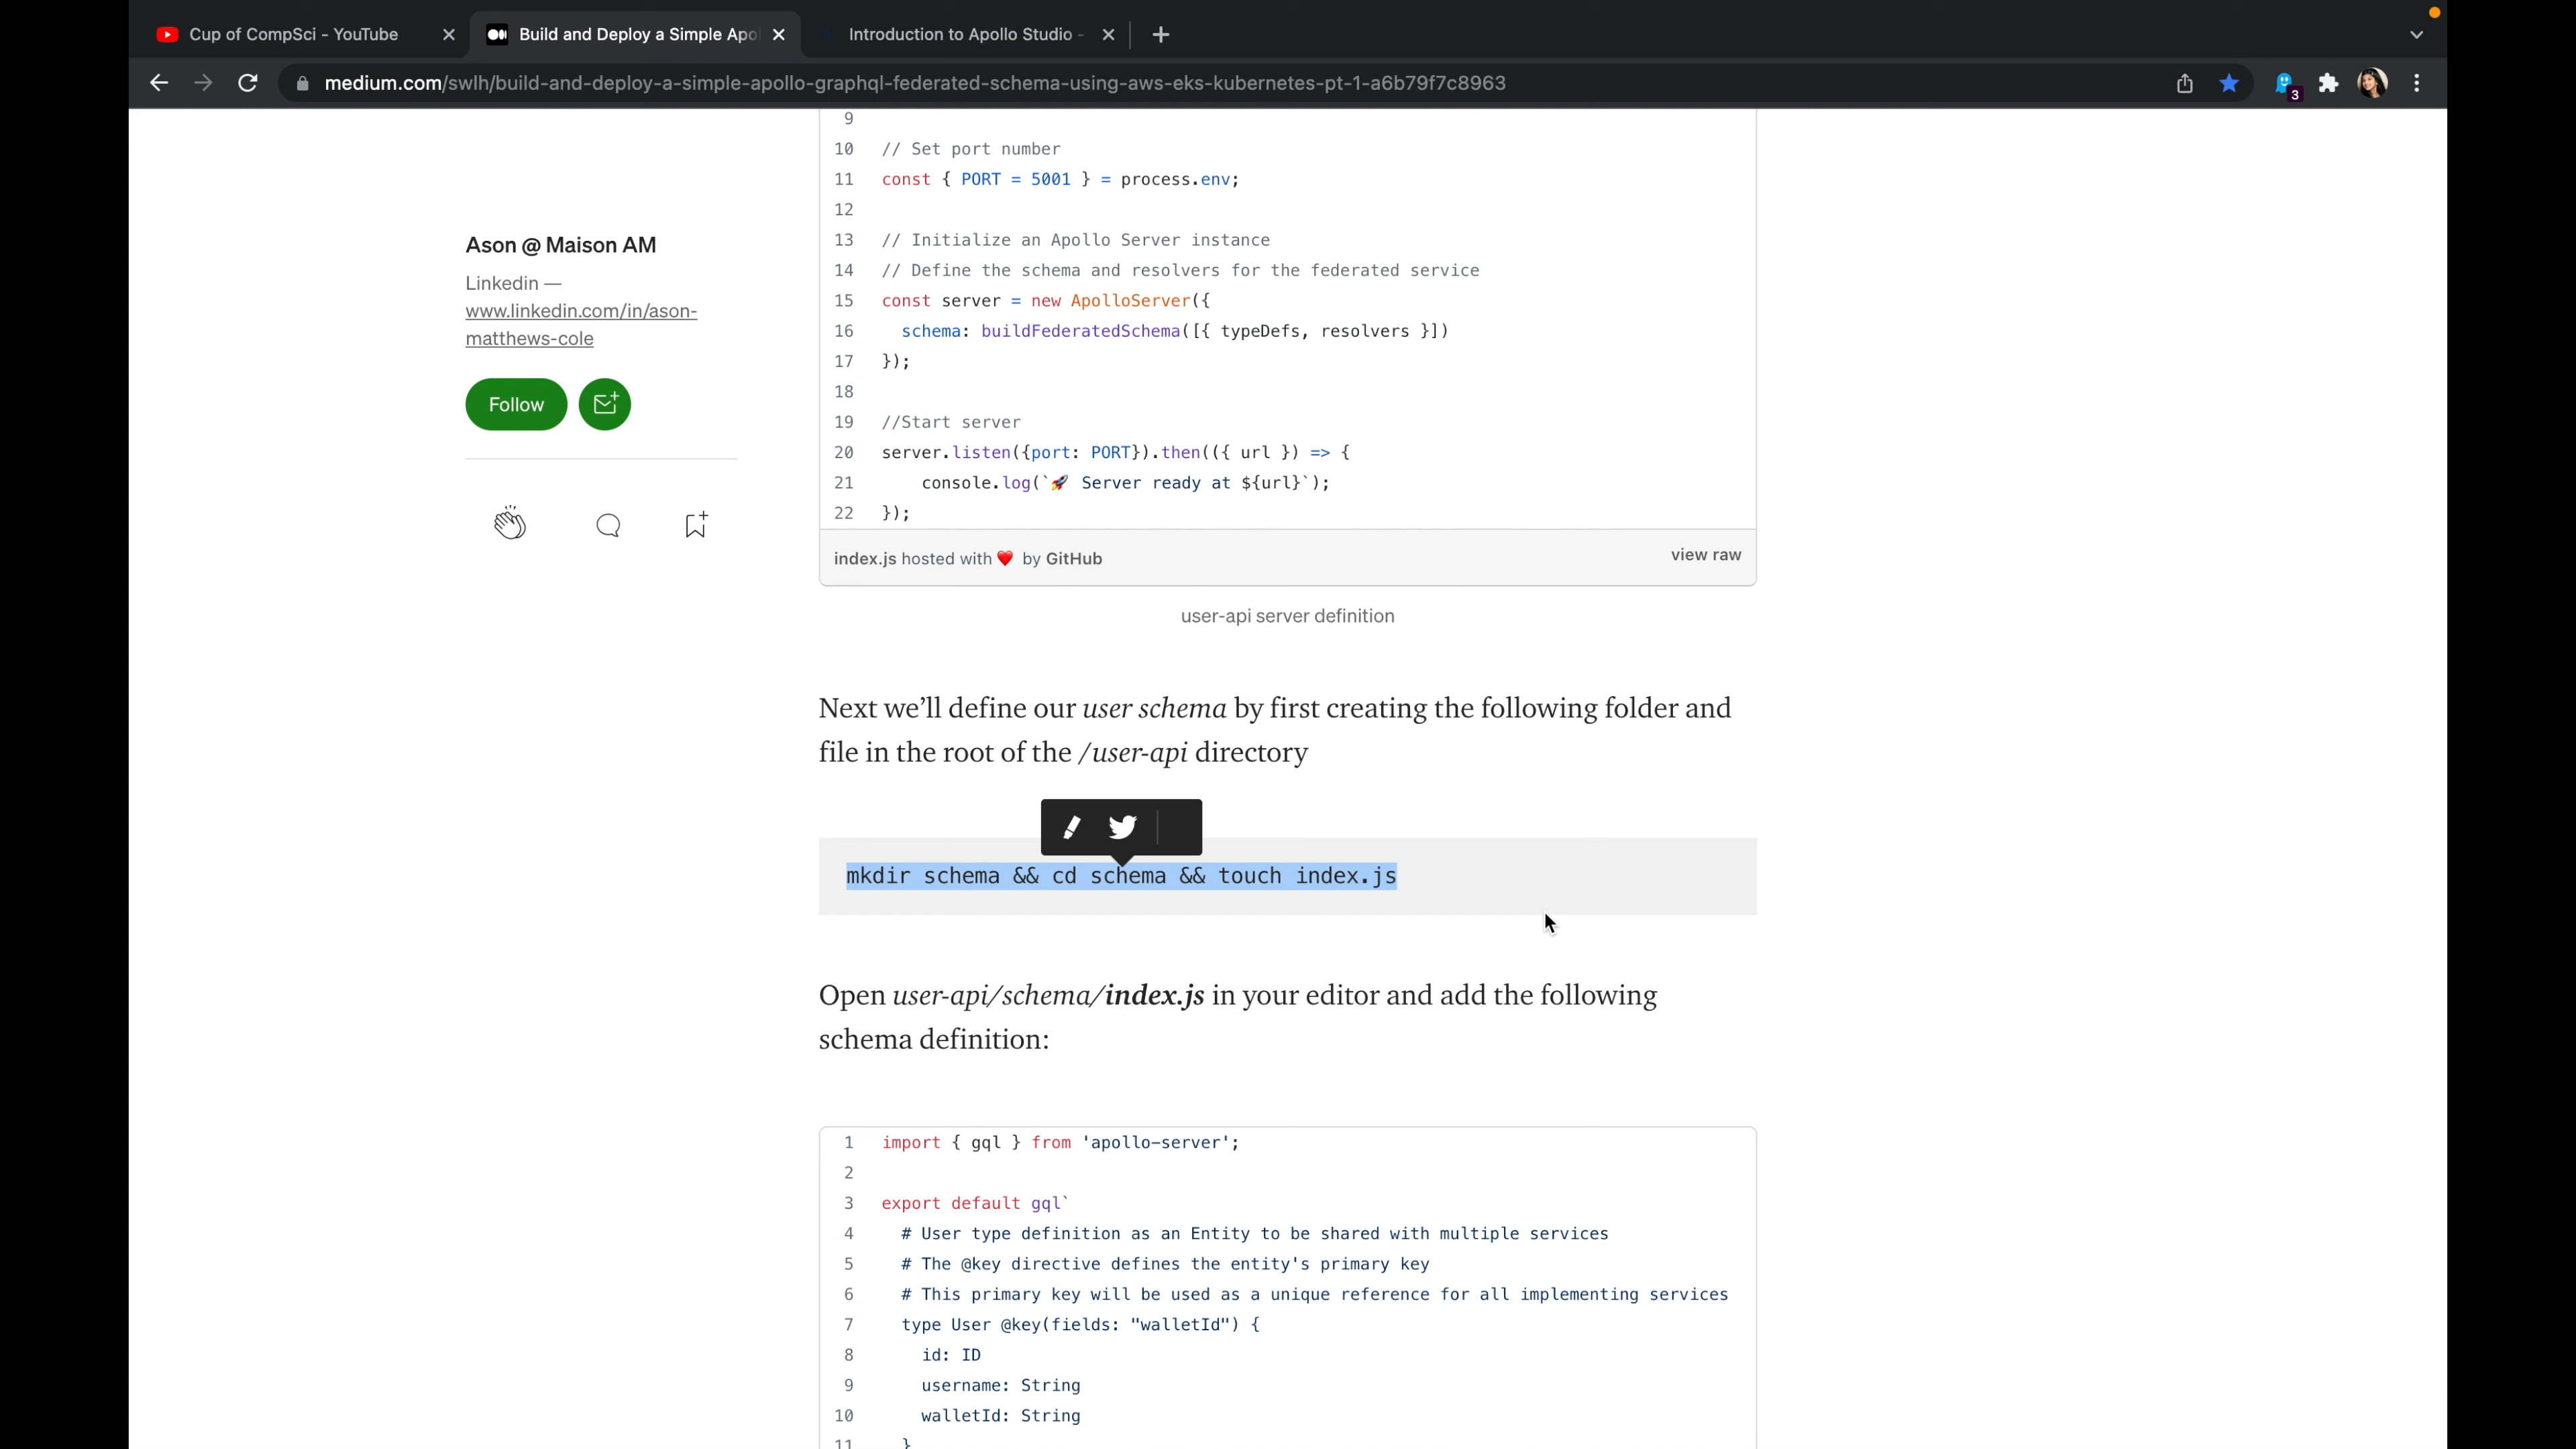 Cup of CompSci - YouTube
Build and Deploy a Simple Apo
Introduction to Apollo Studio -
medium.com/swlh/build-and-deploy-a-simple-apollo-graphql-federated-schema-using-aws-eks-kubernetes-pt-1-a6b79f7c8963
3
Ason @ Maison AM
Linkedin —
www.linkedin.com/in/ason-
matthews-cole
Follow
9
10 // Set port number
11 const { PORT = 5001 } = process.env;
12
13 // Initialize an Apollo Server instance
14 // Define the schema and resolvers for the federated service
15 const server = new ApolloServer({
16 schema: buildFederatedSchema([{ typeDefs, resolvers }])
17 });
18
19 //Start server
20 server.listen({port: PORT}).then(({ url }) => {
21 console.log(`🚀 Server ready at ${url}`);
22 });
index.js hosted with ❤ by GitHub
view raw
user-api server definition
Next we’ll define our user schema by first creating the following folder and
file in the root of the /user-api directory
mkdir schema && cd schema && touch index.js
Open user-api/schema/index.js in your editor and add the following
schema definition:
1 import { gql } from 'apollo-server';
2
3 export default gql`
4 # User type definition as an Entity to be shared with multiple services
5 # The @key directive defines the entity's primary key
6 # This primary key will be used as a unique reference for all implementing services
7 type User @key(fields: "walletId") {
8 id: ID
9 username: String
10 walletId: String
11 }